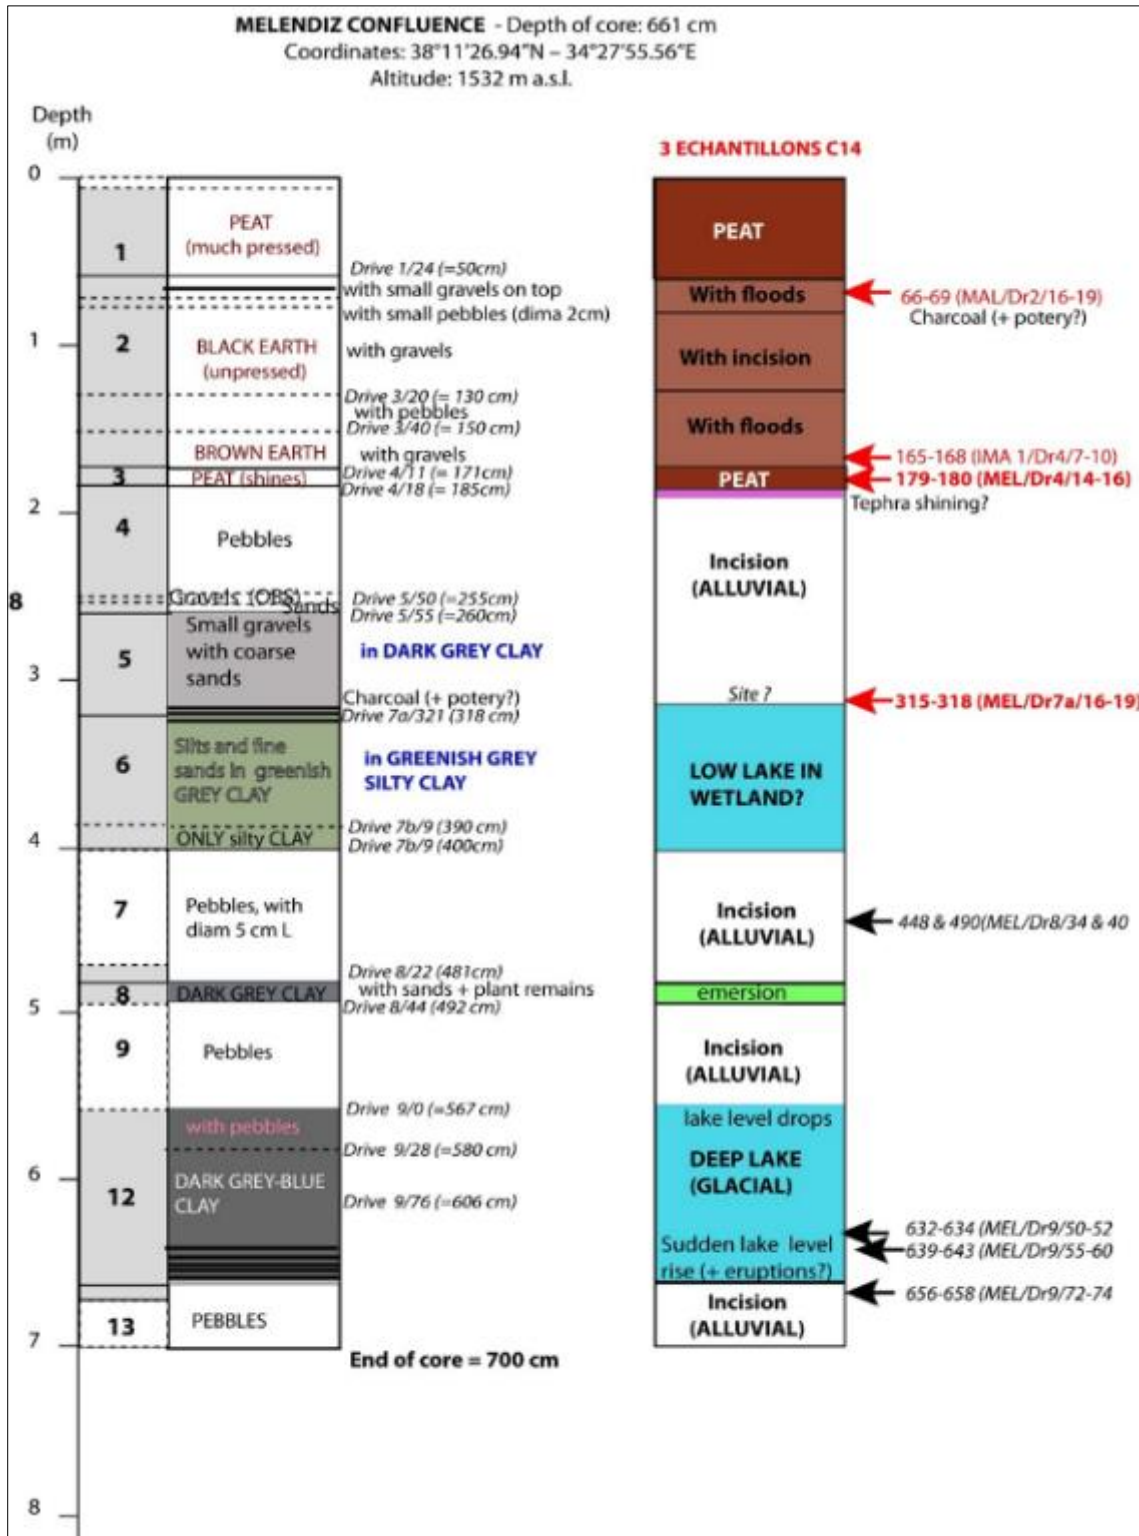 MELENDIZ CONFLUENCE - Depth of core: 661 cm
Coordinates: 38°11'26.94"N – 34°27'55.56"E
Altitude: 1532 m a.s.l.
Depth
(m)
0
1
2
3
4
5
6
7
8
1
2
3
4
8
5
6
7
8
9
12
13
PEAT
(much pressed)
BLACK EARTH
(unpressed)
BROWN EARTH
PEAT (shines)
Pebbles
Gravels (OBS)
Sands
Small gravels
with coarse
sands
Silts and fine
sands in greenish
GREY CLAY
ONLY silty CLAY
Pebbles, with
diam 5 cm L
DARK GREY CLAY
Pebbles
with pebbles
DARK GREY-BLUE
CLAY
PEBBLES
Drive 1/24 (=50cm)
with small gravels on top
with small pebbles (dima 2cm)
with gravels
Drive 3/20 (= 130 cm)
with pebbles
Drive 3/40 (= 150 cm)
with gravels
Drive 4/11 (= 171cm)
Drive 4/18 (= 185cm)
Drive 5/50 (=255cm)
Drive 5/55 (=260cm)
in DARK GREY CLAY
Charcoal (+ potery?)
Drive 7a/321 (318 cm)
in GREENISH GREY
SILTY CLAY
Drive 7b/9 (390 cm)
Drive 7b/9 (400cm)
Drive 8/22 (481cm)
with sands + plant remains
Drive 8/44 (492 cm)
Drive 9/0 (=567 cm)
Drive 9/28 (=580 cm)
Drive 9/76 (=606 cm)
End of core = 700 cm
3 ECHANTILLONS C14
PEAT
With floods
With incision
With floods
PEAT
Incision
(ALLUVIAL)
Site ?
LOW LAKE IN
WETLAND?
Incision
(ALLUVIAL)
emersion
Incision
(ALLUVIAL)
lake level drops
DEEP LAKE
(GLACIAL)
Sudden lake level
rise (+ eruptions?)
Incision
(ALLUVIAL)
66-69 (MAL/Dr2/16-19)
Charcoal (+ potery?)
165-168 (IMA 1/Dr4/7-10)
179-180 (MEL/Dr4/14-16)
Tephra shining?
315-318 (MEL/Dr7a/16-19)
448 & 490(MEL/Dr8/34 & 40
632-634 (MEL/Dr9/50-52
639-643 (MEL/Dr9/55-60
656-658 (MEL/Dr9/72-74